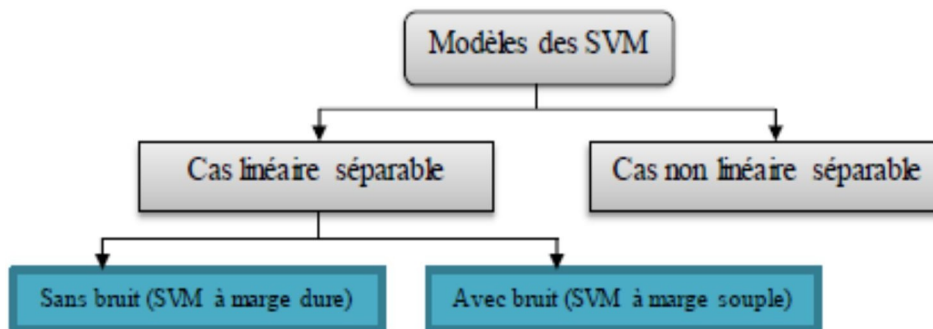 Modèles des SVM
Cas linéaire séparable
Cas non linéaire séparable
Sans bruit (SVM à marge dure)
Avec bruit (SVM à marge souple)